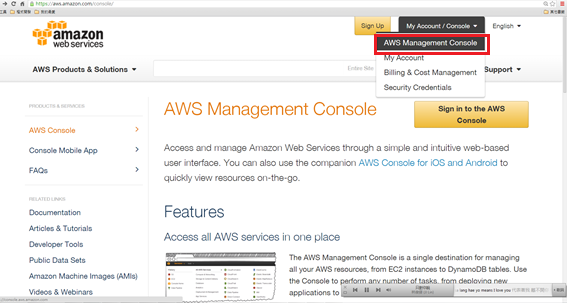 https://aws.amazon.com/console/
amazon
web services
Sign Up
My Account / Console
English
AWS Management Console
My Account
Billing & Cost Management
Security Credentials
AWS Products & Solutions
Entire Site
Support
PRODUCTS & SERVICES
AWS Console
Console Mobile App
FAQs
RELATED LINKS
Documentation
Articles & Tutorials
Developer Tools
Public Data Sets
Amazon Machine Images (AMIs)
Videos & Webinars
AWS Management Console
Sign in to the AWS
Console
Access and manage Amazon Web Services through a simple and intuitive web-based
user interface. You can also use the companion AWS Console for iOS and Android to
quickly view resources on-the-go.
Features
Access all AWS services in one place
The AWS Management Console is a single destination for managing
all your AWS resources, from EC2 instances to DynamoDB tables. Use
the Console to perform any number of tasks, from deploying new
applications to